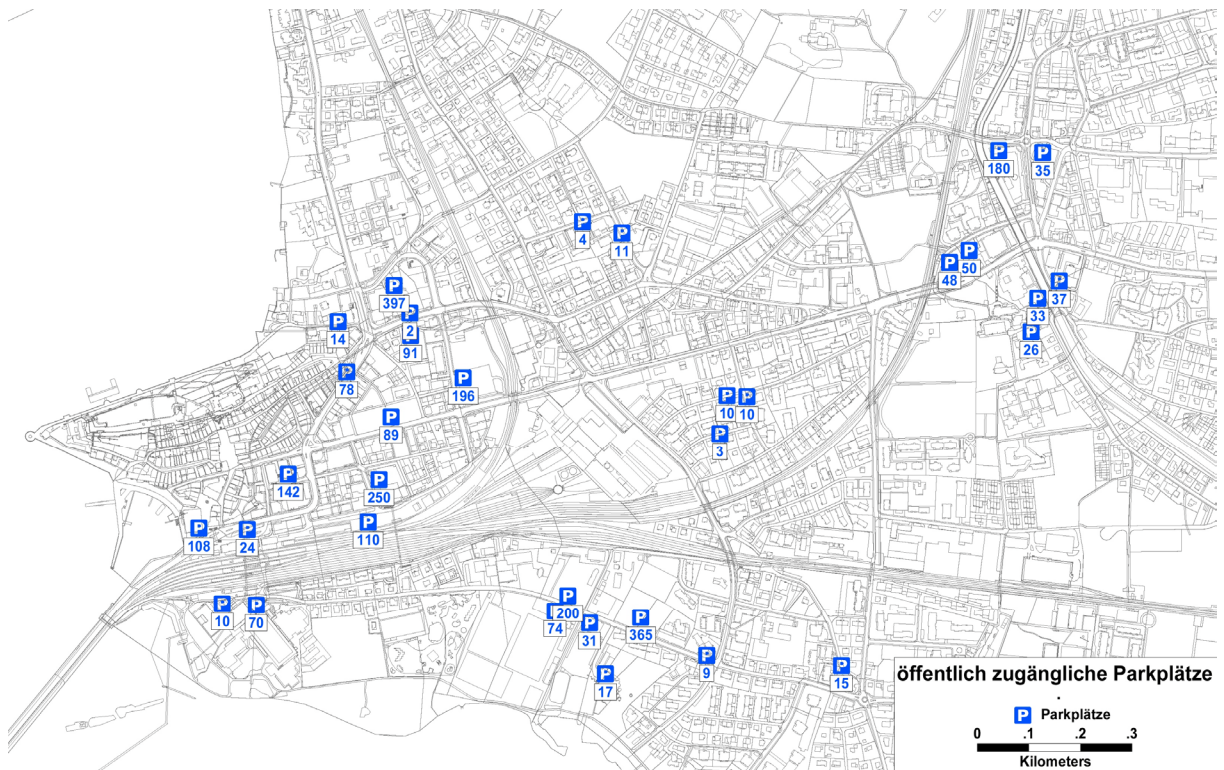 P P
180 35
P P
4 11
P P
48 50
P P
397 37
P
33
P
2
P
14
P
91
P
26
P
78
P
196
P P
10 10
P
89
P
3
P
142
P
250
P
110
P P
108 24
P P
10 70
P
200
P
74
P
31
P
365
P
9
P
15
P
17
öffentlich zugängliche Parkplätze
.
P Parkplätze
0 .1 .2 .3
Kilometers